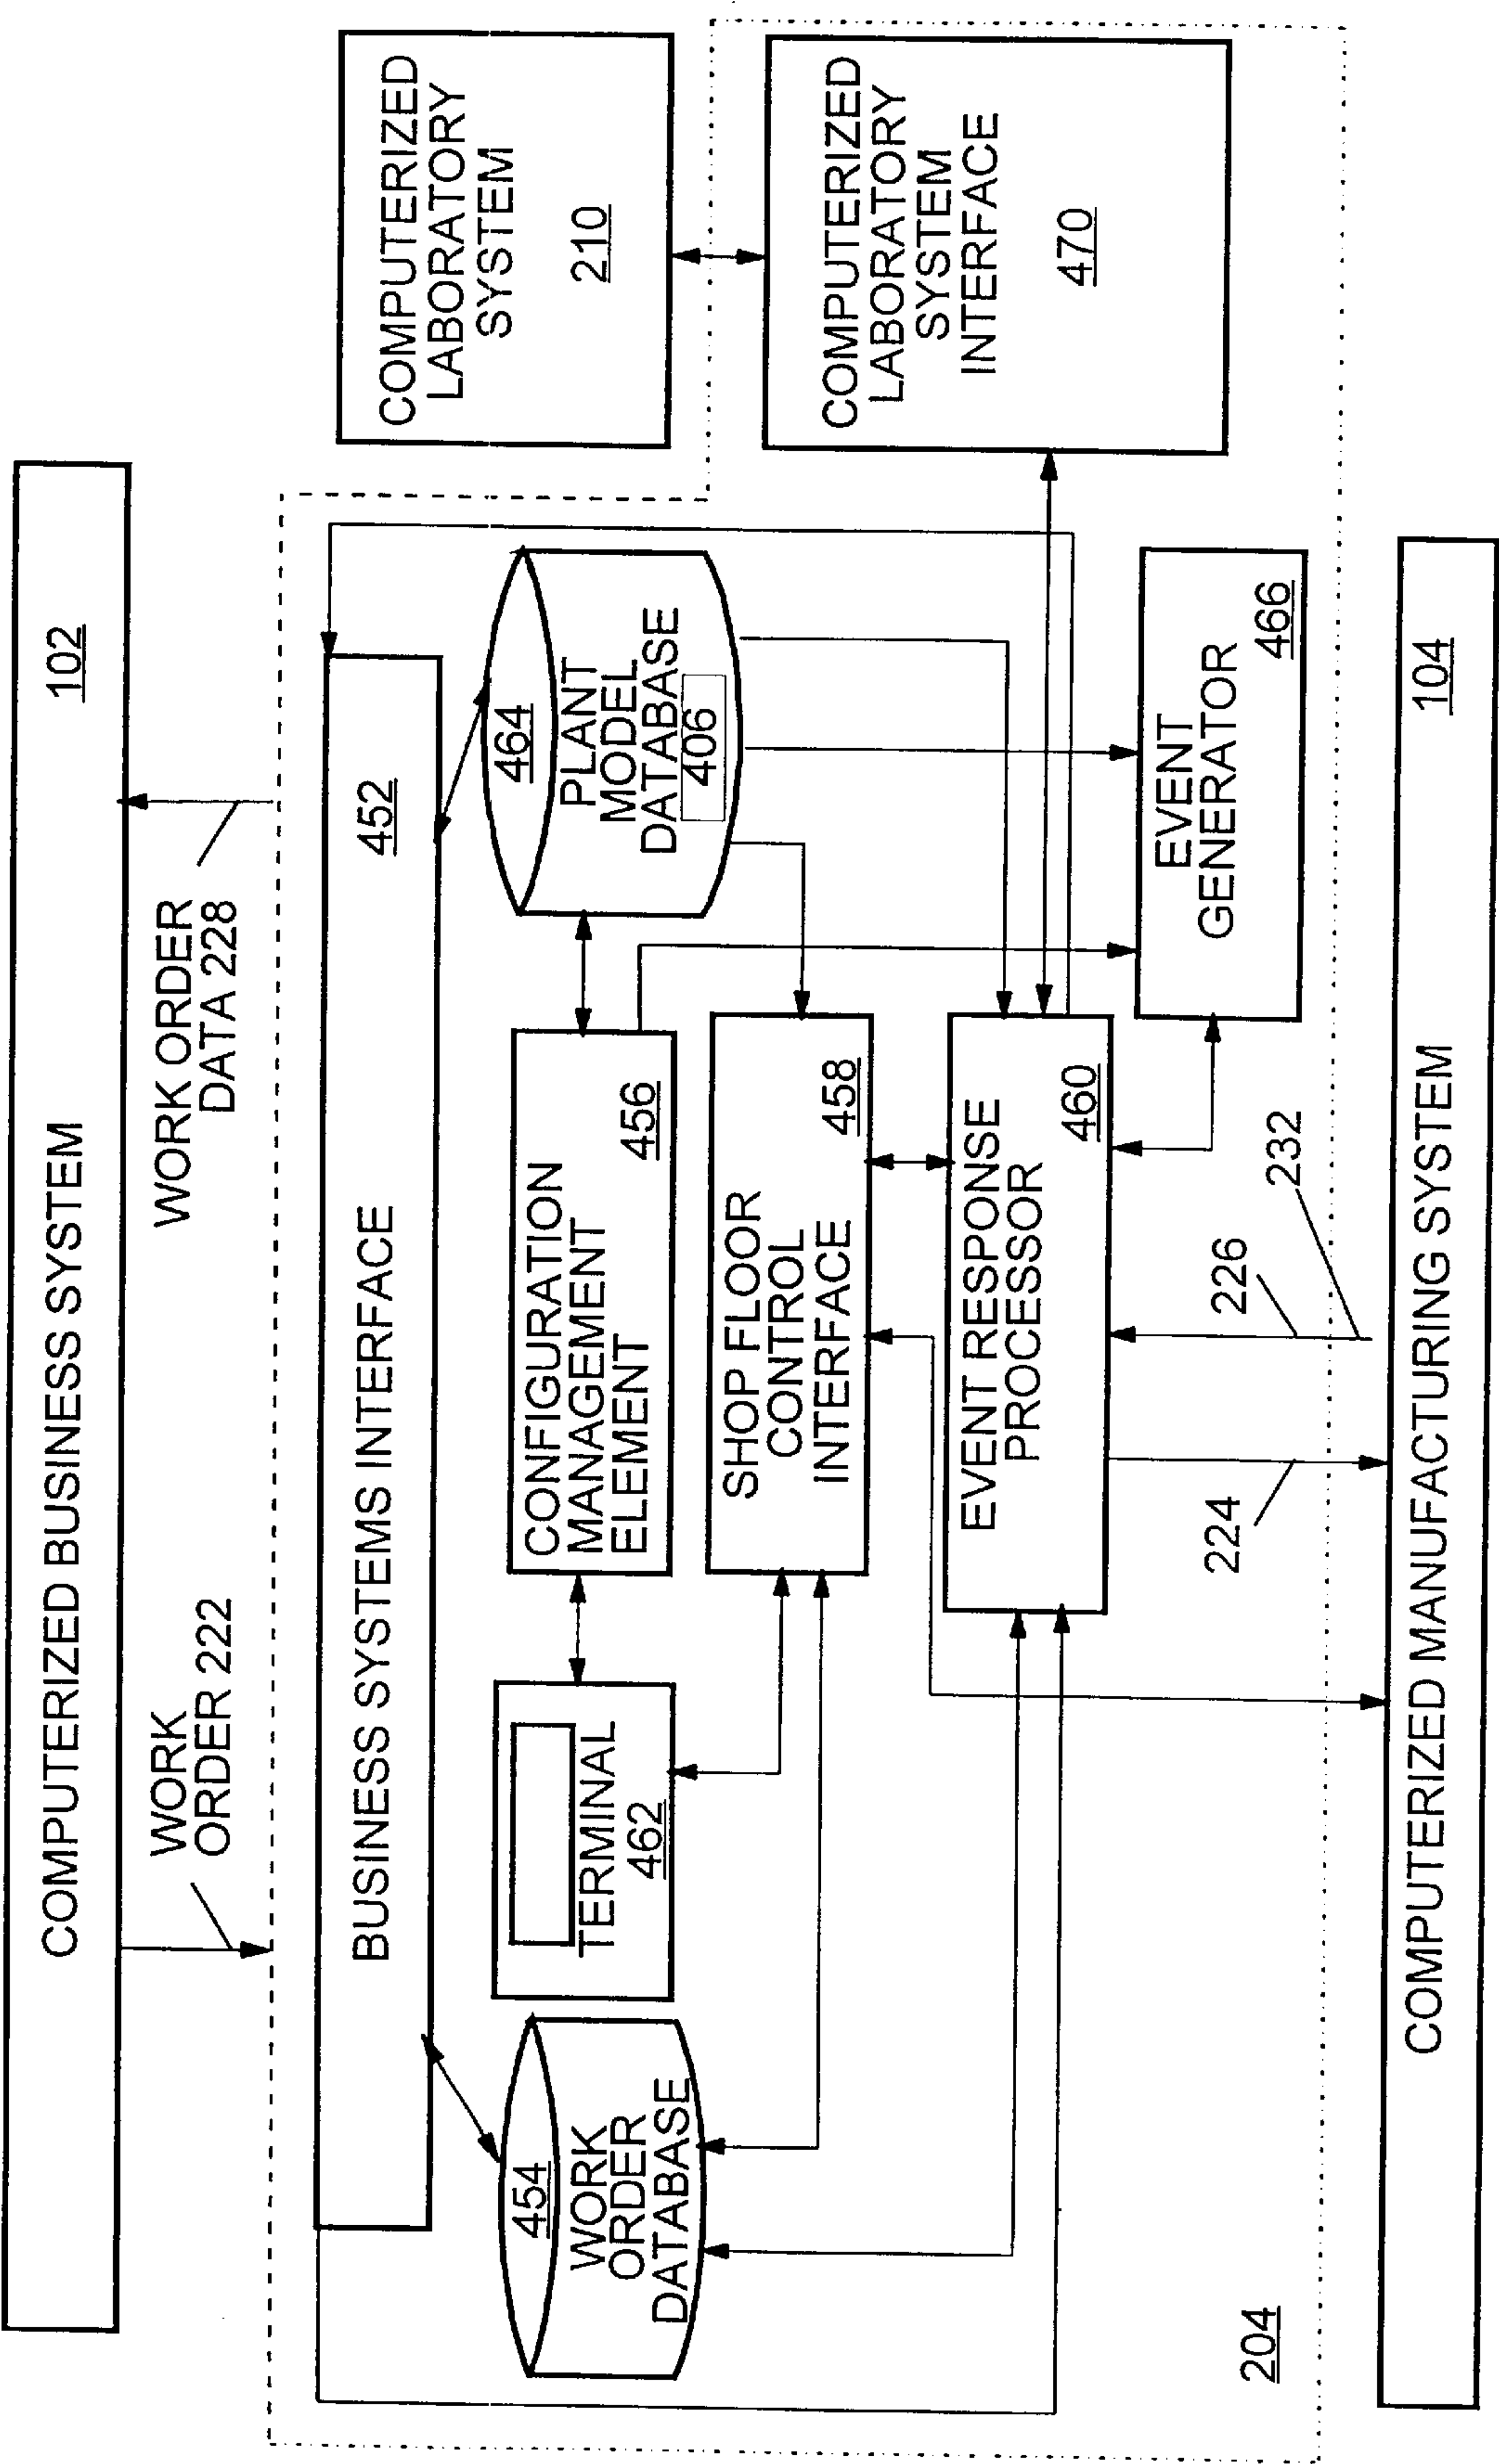 COMPUTERIZED BUSINESS SYSTEM
102
WORK
ORDER 222
WORK ORDER
DATA 228
BUSINESS SYSTEMS INTERFACE
452
COMPUTERIZED
LABORATORY
SYSTEM
210
454
WORK
ORDER
DATABASE
TERMINAL
462
CONFIGURATION
MANAGEMENT
ELEMENT
456
464
PLANT
MODEL
DATABASE
406
SHOP FLOOR
CONTROL
INTERFACE
458
COMPUTERIZED
LABORATORY
SYSTEM
INTERFACE
470
EVENT RESPONSE
PROCESSOR
460
EVENT
GENERATOR
466
204
224
226
232
COMPUTERIZED MANUFACTURING SYSTEM
104